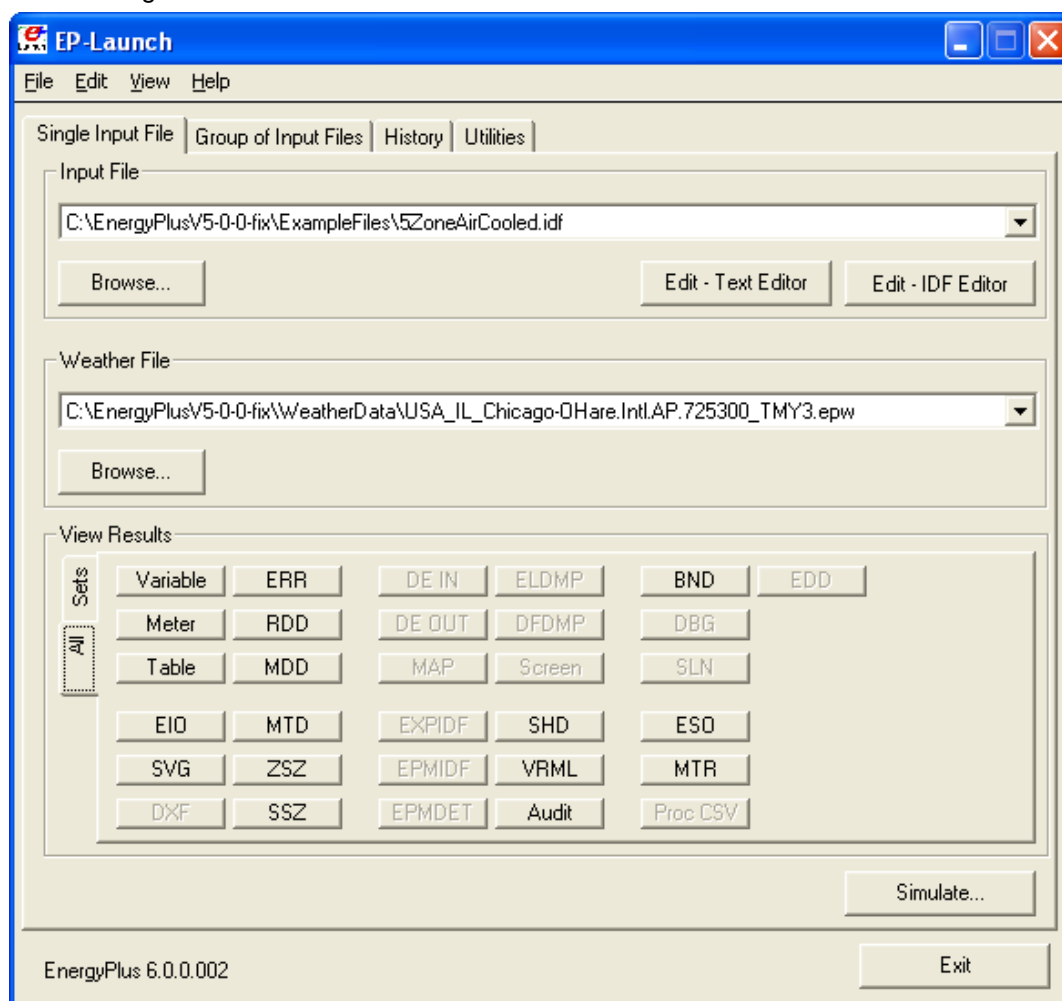 EP-Launch
File Edit View Help
Single Input File Group of Input Files History Utilities
Input File
C:\EnergyPlusV5-0-0-fix\ExampleFiles\5ZoneAirCooled.idf
Browse... Edit - Text Editor Edit - IDF Editor
Weather File
C:\EnergyPlusV5-0-0-fix\WeatherData\USA_IL_Chicago-OHare.Intl.AP.725300_TMY3.epw
Browse...
View Results
Sets
All
Variable ERR DE IN ELDMP BND EDD
Meter RDD DE OUT DFDMP DBG
Table MDD MAP Screen SLN
EIO MTD EXPIDF SHD ESO
SVG ZSZ EPMIDF VRML MTR
DXF SSZ EPMDET Audit Proc CSV
Simulate...
EnergyPlus 6.0.0.002 Exit